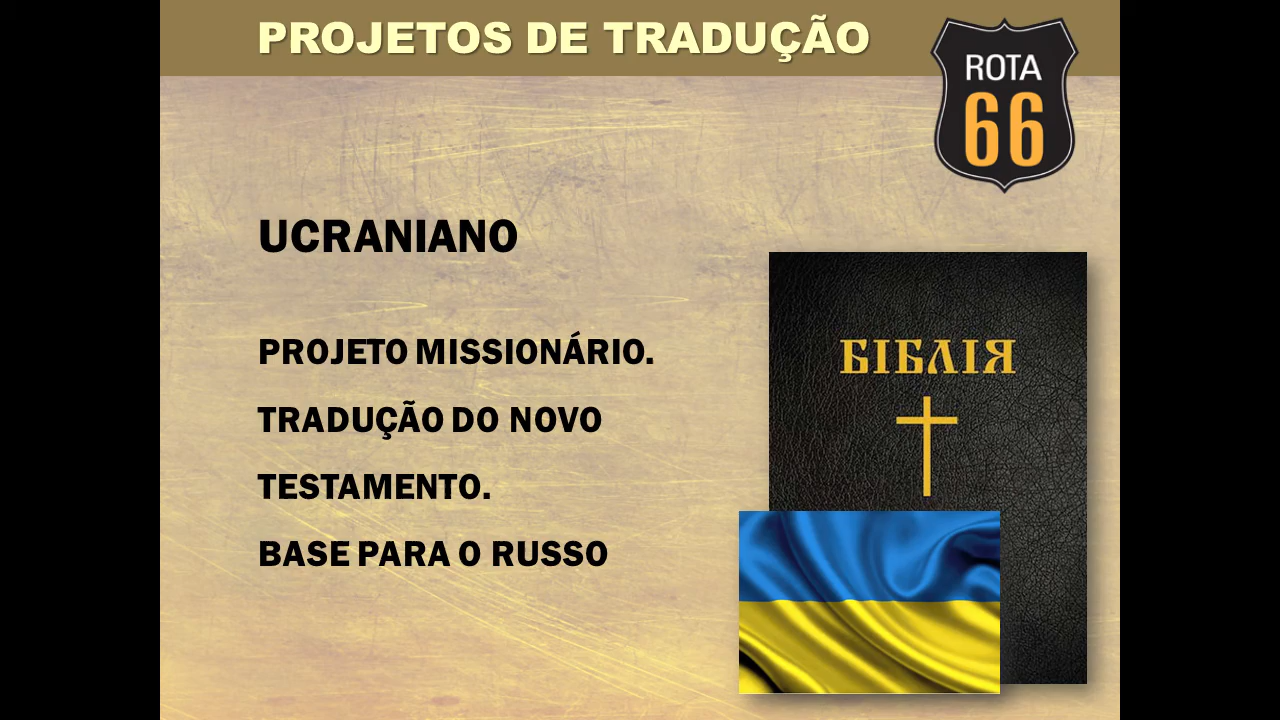 PROJETOS DE TRADUÇÃO
ROTA
66
UCRANIANO
PROJETO MISSIONÁRIO.
TRADUÇÃO DO NOVO
TESTAMENTO.
BASE PARA O RUSSO
БІБЛІЯ